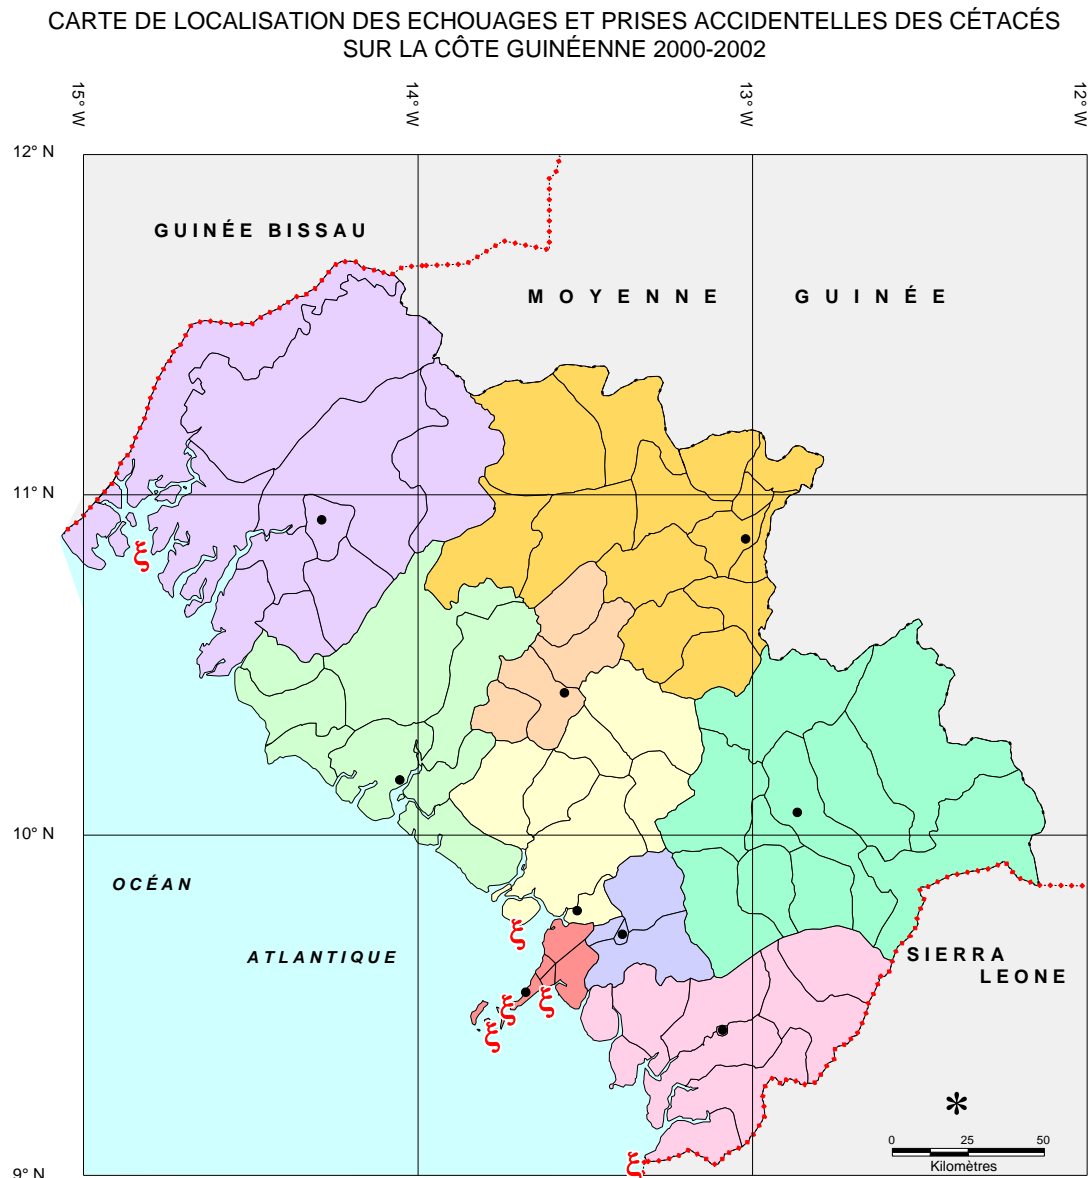 CARTE DE LOCALISATION DES ECHOUAGES ET PRISES ACCIDENTELLES DES CÉTACÉS
SUR LA CÔTE GUINÉENNE 2000-2002
15° W
14° W
13° W
12° W
12° N
GUINÉE BISSAU
MOYENNE GUINÉE
11° N
10° N
OCÉAN
ATLANTIQUE
SIERRA
LEONE
0 25 50
Kilomètres
9° N